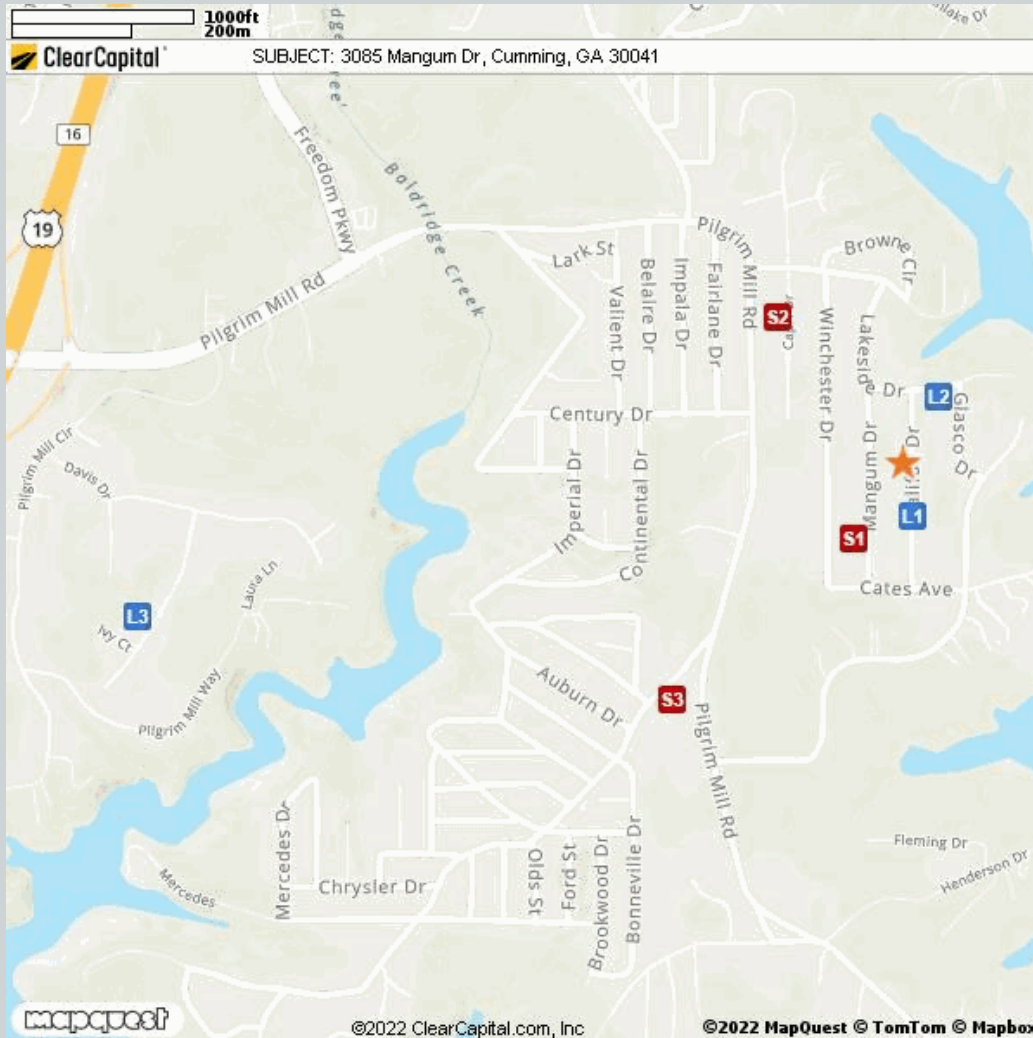 1000ft
200m
ClearCapital
SUBJECT: 3085 Mangum Dr, Cumming, GA 30041
16
19
Freedom Pkwy
Baldridge Creek
Pilgrim Mill Rd
Lark St
Pilgrim Mill Rd
Browne Cir
Valient Dr
Belaire Dr
Impala Dr
Fairlane Dr
S2
Winchester Dr
Lakeside Dr
L2
Glasco Dr
Century Dr
Mangum Dr
L1
S1
Cates Ave
Pilgrim Mill Cir
Davis Dr
Imperial Dr
Continental Dr
Laura Ln
L3
Ivy Ct
Pilgrim Mill Way
Auburn Dr
S3
Pilgrim Mill Rd
Mercedes Dr
Chrysler Dr
Mercedes
Olds St
Ford St
Brookwood Dr
Bonneville Dr
Fleming Dr
Henderson Dr
mapquest
©2022 ClearCapital.com, Inc
©2022 MapQuest © TomTom © Mapbox